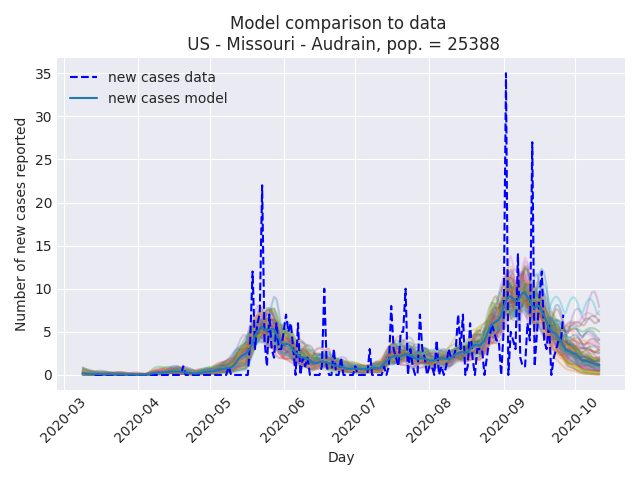 Model comparison to data
US - Missouri - Audrain, pop. = 25388
new cases data
new cases model
Number of new cases reported
35
30
25
20
15
10
5
0
2020-03
2020-04
2020-05
2020-06
2020-07
2020-08
2020-09
2020-10
Day